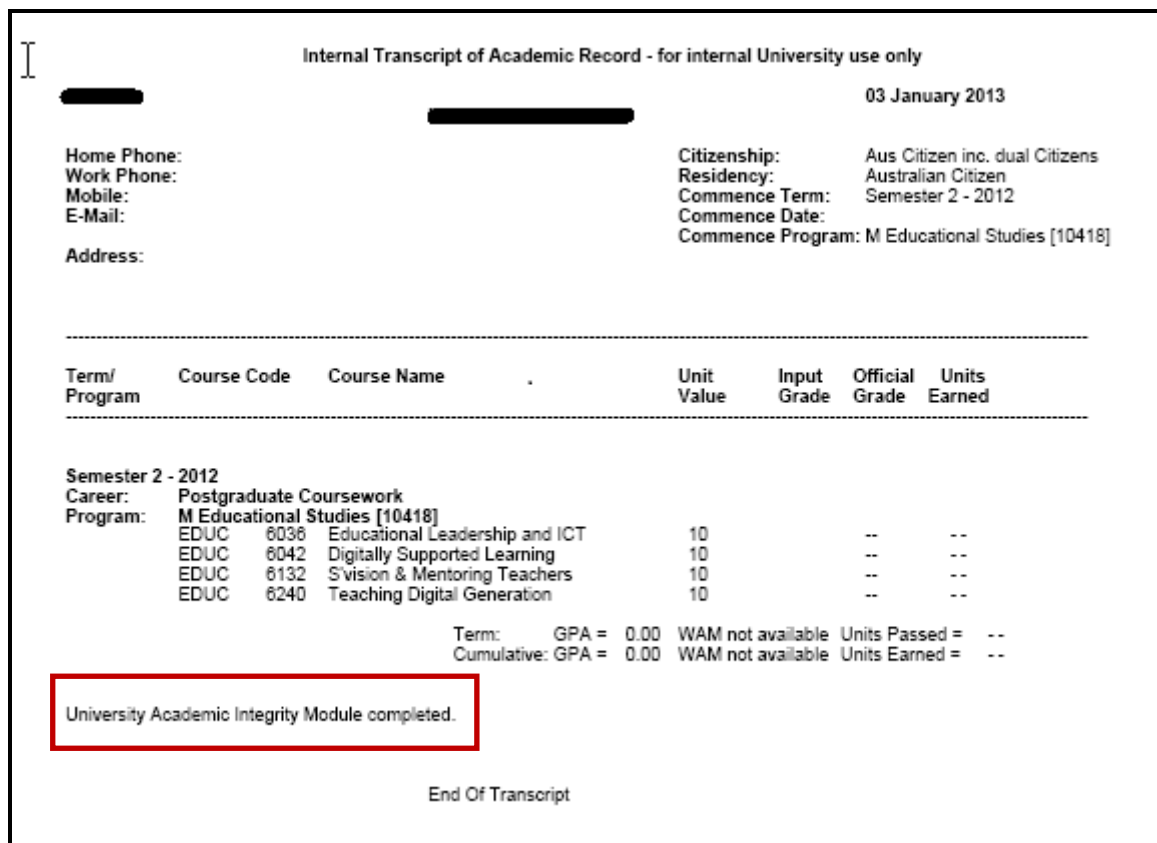 Internal Transcript of Academic Record - for internal University use only
03 January 2013
Home Phone: Citizenship: Aus Citizen inc. dual Citizens
Work Phone: Residency: Australian Citizen
Mobile: Commence Term: Semester 2 - 2012
E-Mail: Commence Date:
Commence Program: M Educational Studies [10418]
Address:
Term/ Course Code Course Name . Unit Input Official Units
Program Value Grade Grade Earned
Semester 2 - 2012
Career: Postgraduate Coursework
Program: M Educational Studies [10418]
EDUC 6036 Educational Leadership and ICT 10 -- --
EDUC 6042 Digitally Supported Learning 10 -- --
EDUC 6132 S'vision & Mentoring Teachers 10 -- --
EDUC 6240 Teaching Digital Generation 10 -- --
Term: GPA = 0.00 WAM not available Units Passed = --
Cumulative: GPA = 0.00 WAM not available Units Earned = --
University Academic Integrity Module completed.
End Of Transcript